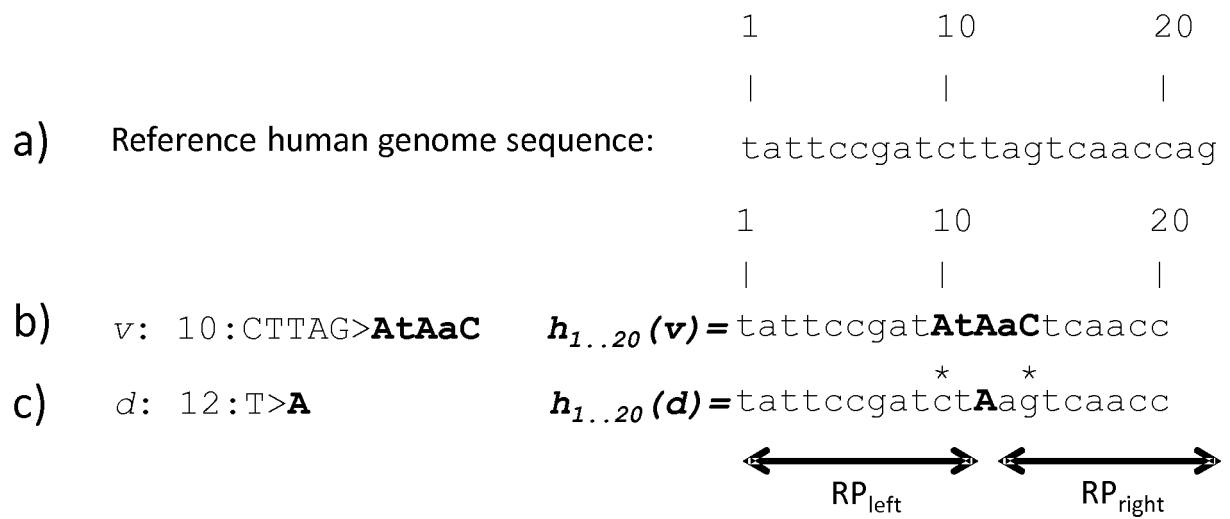 1 10 20
| | |
a) Reference human genome sequence: tattccgatcttagtcaaccag
1 10 20
| | |
b) v: 10:CTTAG>AtAaC h1..20(v)=tattccgatAtAaCtcaacc
* *
c) d: 12:T>A h1..20(d)=tattccgatctAagtcaacc
RPleft RPright